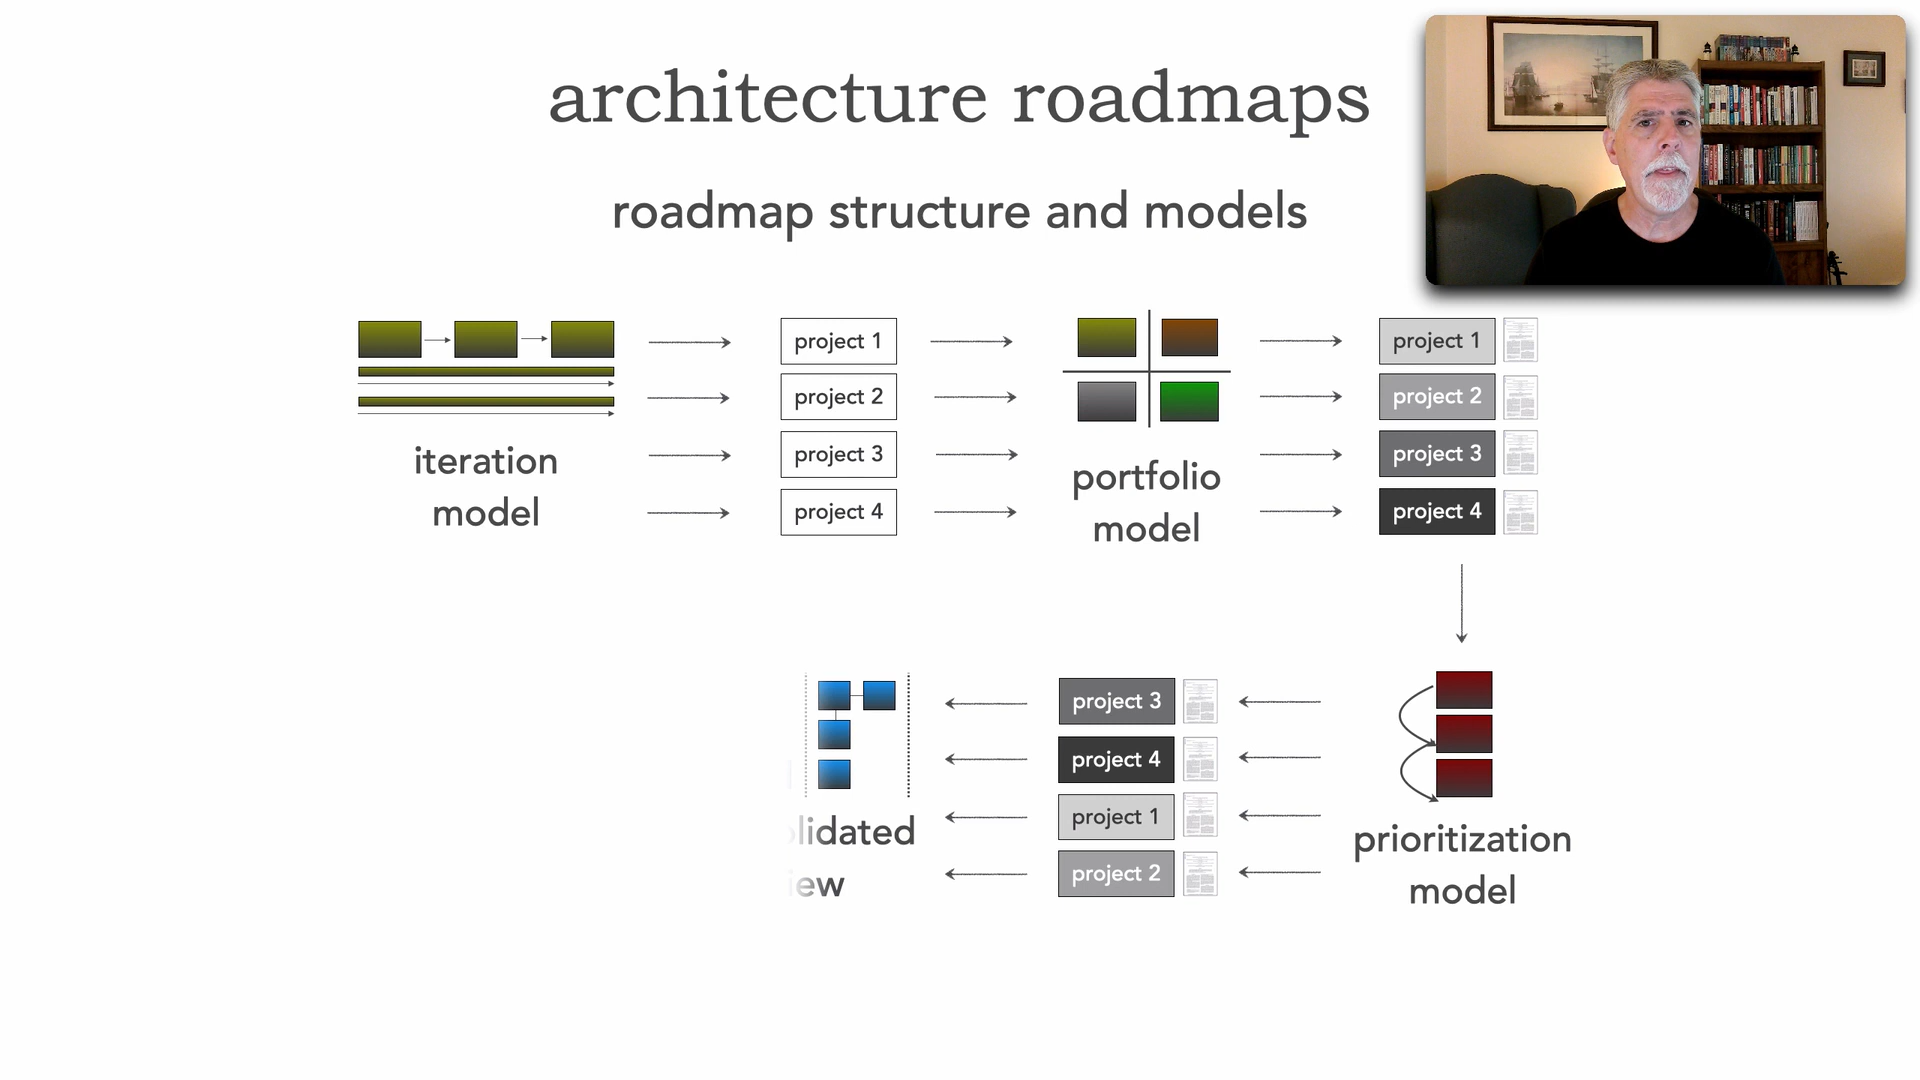 architecture roadmaps
roadmap structure and models
project 1
project 2
project 3
project 4
iteration
model
portfolio
model
project 1
project 2
project 3
project 4
project 3
project 4
project 1
project 2
prioritization
model
lidated
ew